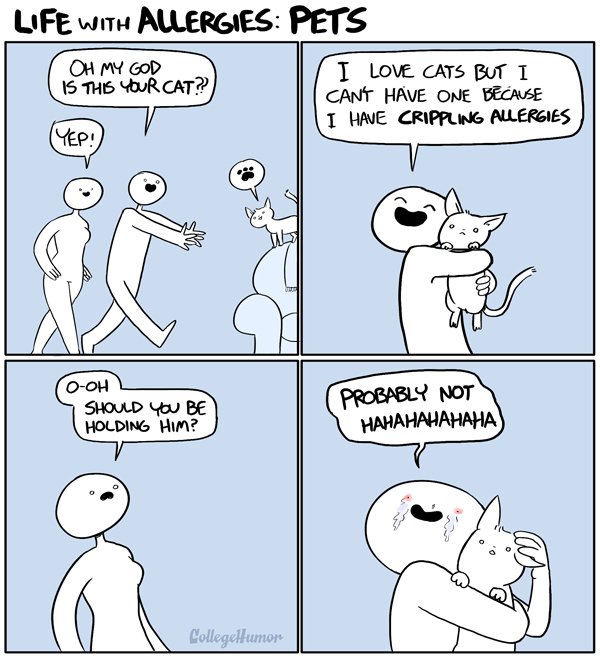 LIFE WITH ALLERGIES: PETS
OH MY GOD
IS THIS YOUR CAT??
YEP!
I LOVE CATS BUT I
CAN'T HAVE ONE BECAUSE
I HAVE CRIPPLING ALLERGIES
O-OH
SHOULD YOU BE
HOLDING HIM?
PROBABLY NOT
HAHAHAHAHAHA
CollegeHumor